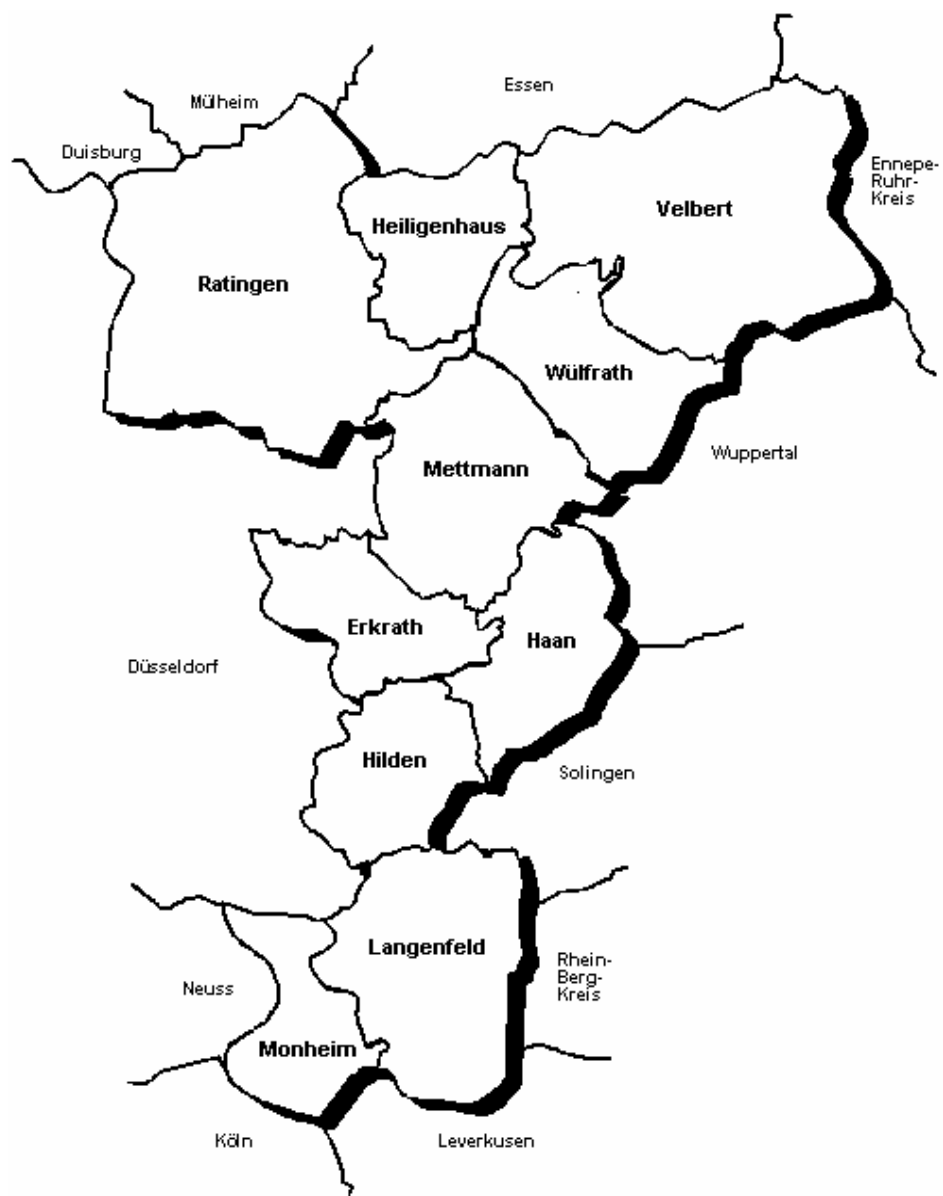 Essen
Mülheim
Duisburg
Ennepe-
Ruhr-
Kreis
Velbert
Heiligenhaus
Ratingen
Wülfrath
Wuppertal
Mettmann
Erkrath
Haan
Düsseldorf
Hilden
Solingen
Langenfeld
Rhein-
Berg-
Kreis
Neuss
Monheim
Köln
Leverkusen